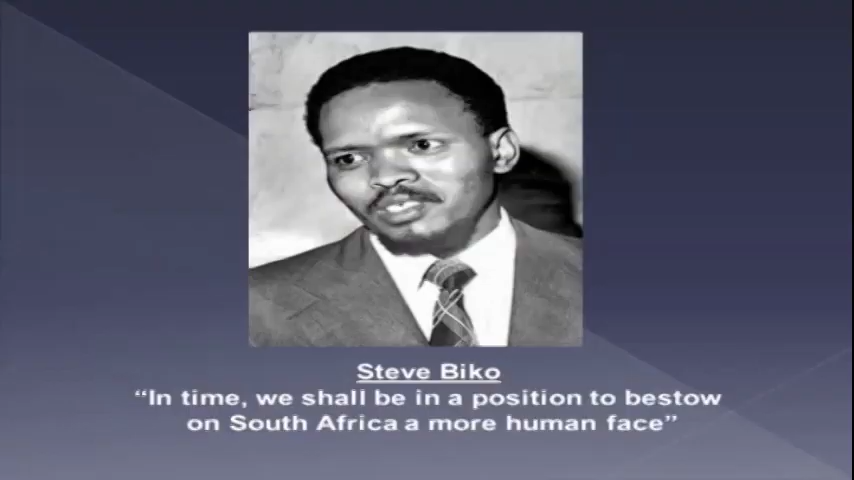 Steve Biko
“In time, we shall be in a position to bestow
on South Africa a more human face”